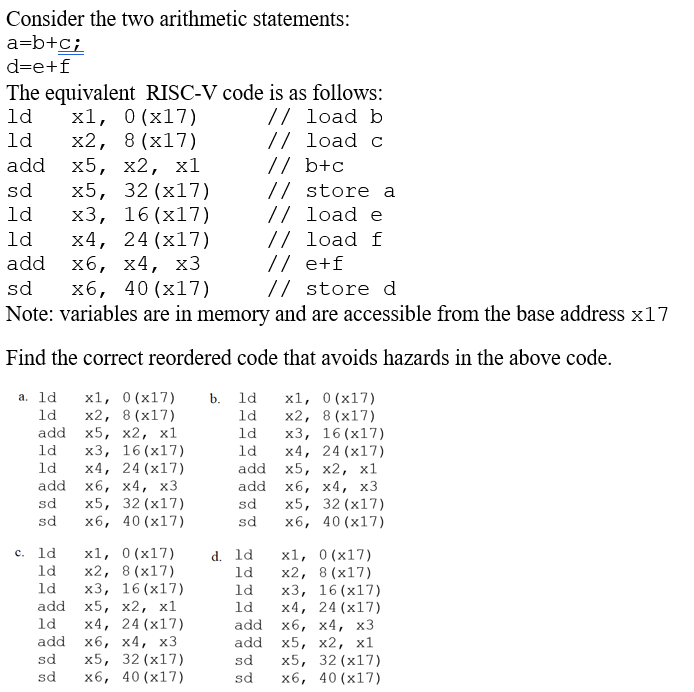 Consider the two arithmetic statements:
a=b+c;
d=e+f
The equivalent RISC-V code is as follows:
ld x1, 0(x17) // load b
ld x2, 8(x17) // load c
add x5, x2, x1 // b+c
sd x5, 32(x17) // store a
ld x3, 16(x17) // load e
ld x4, 24(x17) // load f
add x6, x4, x3 // e+f
sd x6, 40(x17) // store d
Note: variables are in memory and are accessible from the base address x17
Find the correct reordered code that avoids hazards in the above code.
a. ld x1, 0(x17)
ld x2, 8(x17)
add x5, x2, x1
ld x3, 16(x17)
ld x4, 24(x17)
add x6, x4, x3
sd x5, 32(x17)
sd x6, 40(x17)
b. ld x1, 0(x17)
ld x2, 8(x17)
ld x3, 16(x17)
ld x4, 24(x17)
add x5, x2, x1
add x6, x4, x3
sd x5, 32(x17)
sd x6, 40(x17)
c. ld x1, 0(x17)
ld x2, 8(x17)
ld x3, 16(x17)
add x5, x2, x1
ld x4, 24(x17)
add x6, x4, x3
sd x5, 32(x17)
sd x6, 40(x17)
d. ld x1, 0(x17)
ld x2, 8(x17)
ld x3, 16(x17)
ld x4, 24(x17)
add x6, x4, x3
add x5, x2, x1
sd x5, 32(x17)
sd x6, 40(x17)